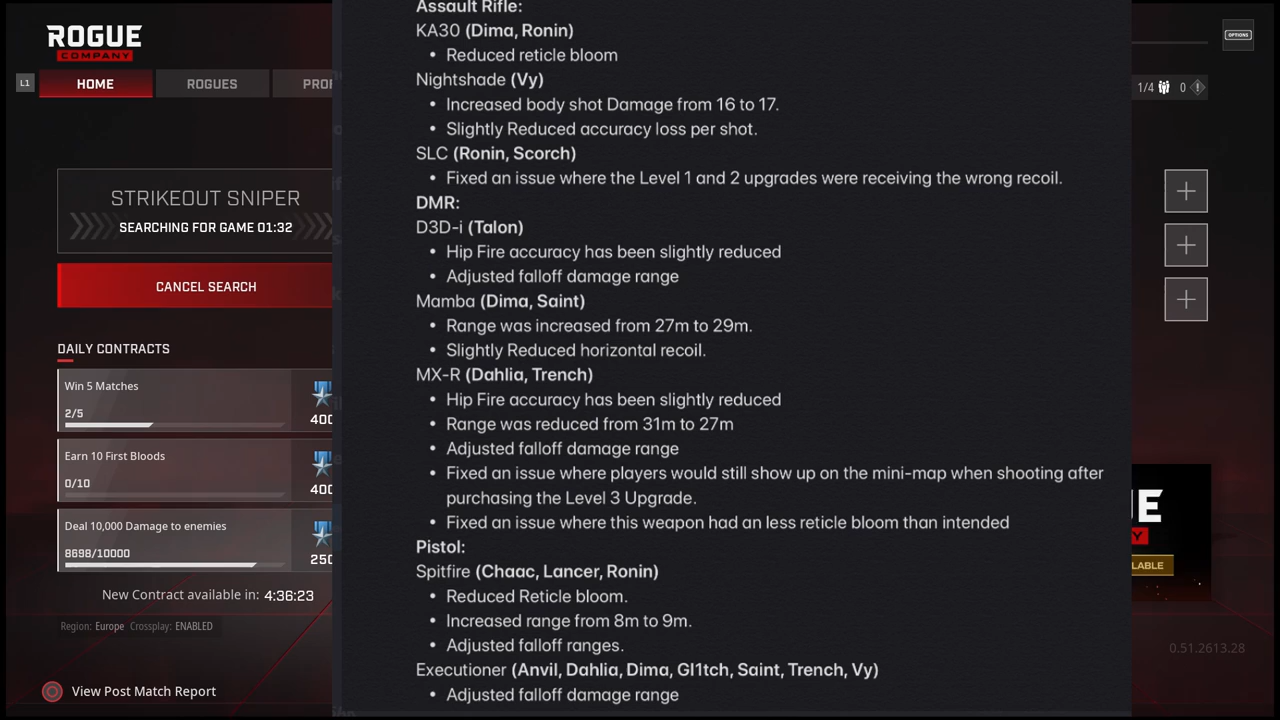 ROGUE
COMPANY
OPTIONS
L1
HOME
ROGUES
1/4
0
STRIKEOUT SNIPER
SEARCHING FOR GAME 01:32
CANCEL SEARCH
DAILY CONTRACTS
Win 5 Matches
2/5
400
Earn 10 First Bloods
0/10
400
Deal 10,000 Damage to enemies
8698/10000
250
New Contract available in: 4:36:23
Region: Europe Crossplay: ENABLED
View Post Match Report
Assault Rifle:
KA30 (Dima, Ronin)
• Reduced reticle bloom
Nightshade (Vy)
• Increased body shot Damage from 16 to 17.
• Slightly Reduced accuracy loss per shot.
SLC (Ronin, Scorch)
• Fixed an issue where the Level 1 and 2 upgrades were receiving the wrong recoil.
DMR:
D3D-i (Talon)
• Hip Fire accuracy has been slightly reduced
• Adjusted falloff damage range
Mamba (Dima, Saint)
• Range was increased from 27m to 29m.
• Slightly Reduced horizontal recoil.
MX-R (Dahlia, Trench)
• Hip Fire accuracy has been slightly reduced
• Range was reduced from 31m to 27m
• Adjusted falloff damage range
• Fixed an issue where players would still show up on the mini-map when shooting after
purchasing the Level 3 Upgrade.
• Fixed an issue where this weapon had an less reticle bloom than intended
Pistol:
Spitfire (Chaac, Lancer, Ronin)
• Reduced Reticle bloom.
• Increased range from 8m to 9m.
• Adjusted falloff ranges.
Executioner (Anvil, Dahlia, Dima, Gl1tch, Saint, Trench, Vy)
• Adjusted falloff damage range
0.51.2613.28